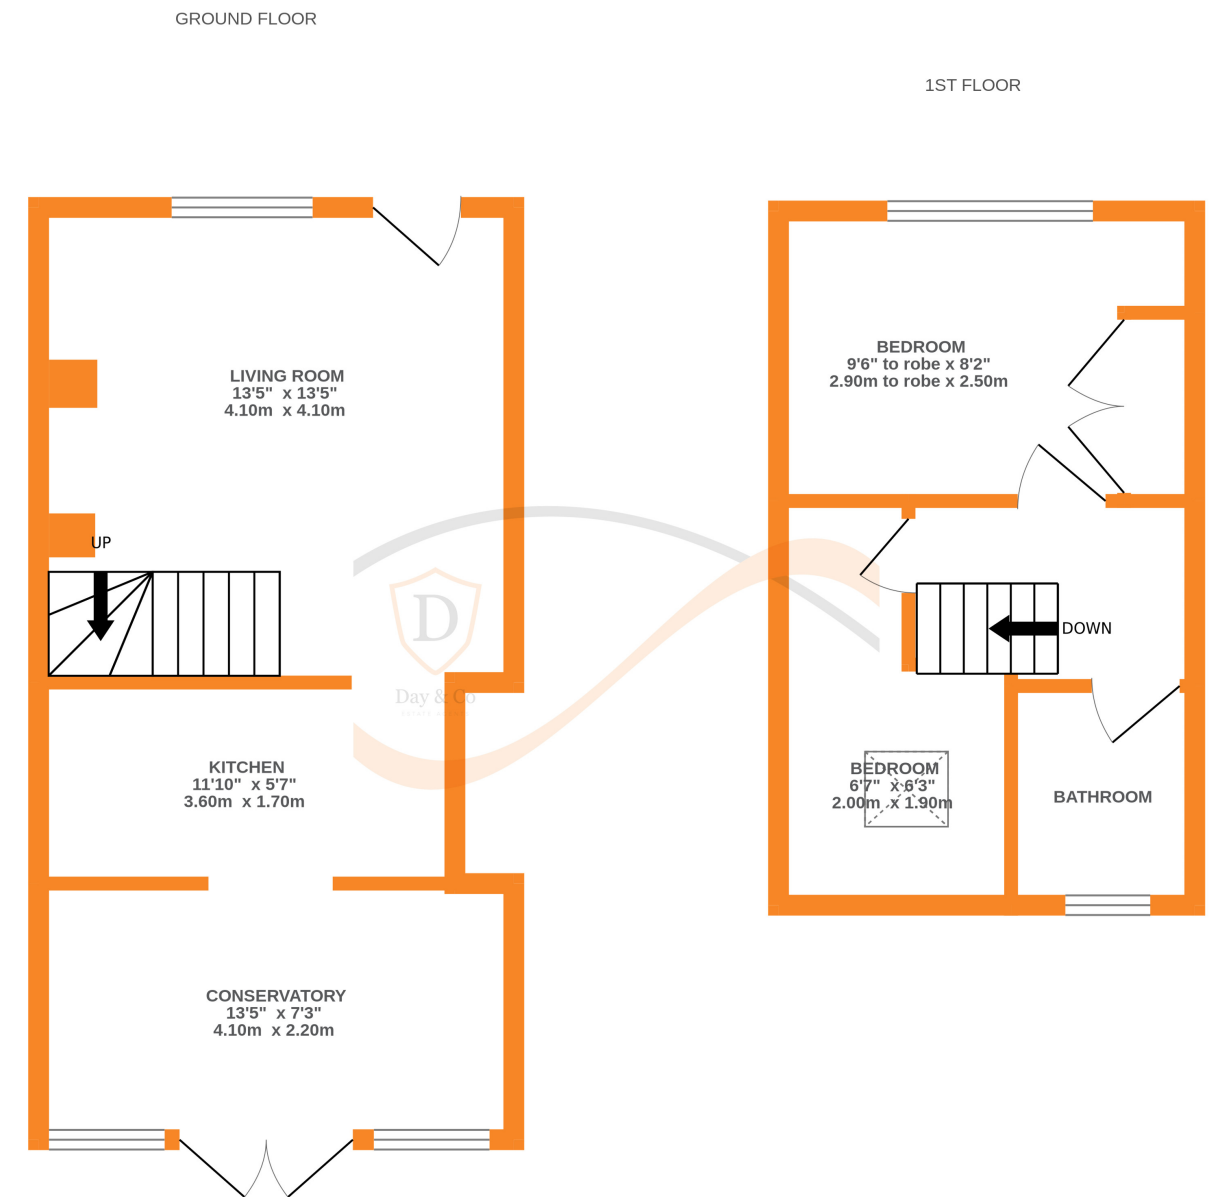 GROUND FLOOR
1ST FLOOR
LIVING ROOM
13'5" x 13'5"
4.10m x 4.10m
UP
KITCHEN
11'10" x 5'7"
3.60m x 1.70m
CONSERVATORY
13'5" x 7'3"
4.10m x 2.20m
D
Day & Co
BEDROOM
9'6" to robe x 8'2"
2.90m to robe x 2.50m
DOWN
BEDROOM
6'7" x 6'3"
2.00m x 1.90m
BATHROOM